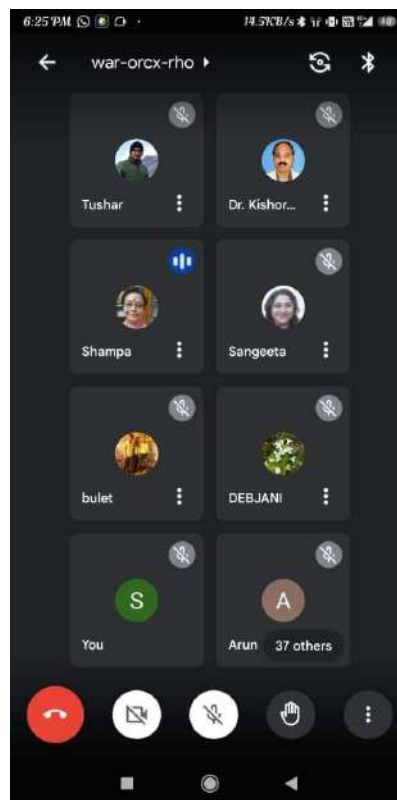 6:25 PM 14.5KB/s 40
war-orcx-rho
Tushar Dr. Kishor...
Shampa Sangeeta
bulet DEBJANI
S A
You Arun 37 others